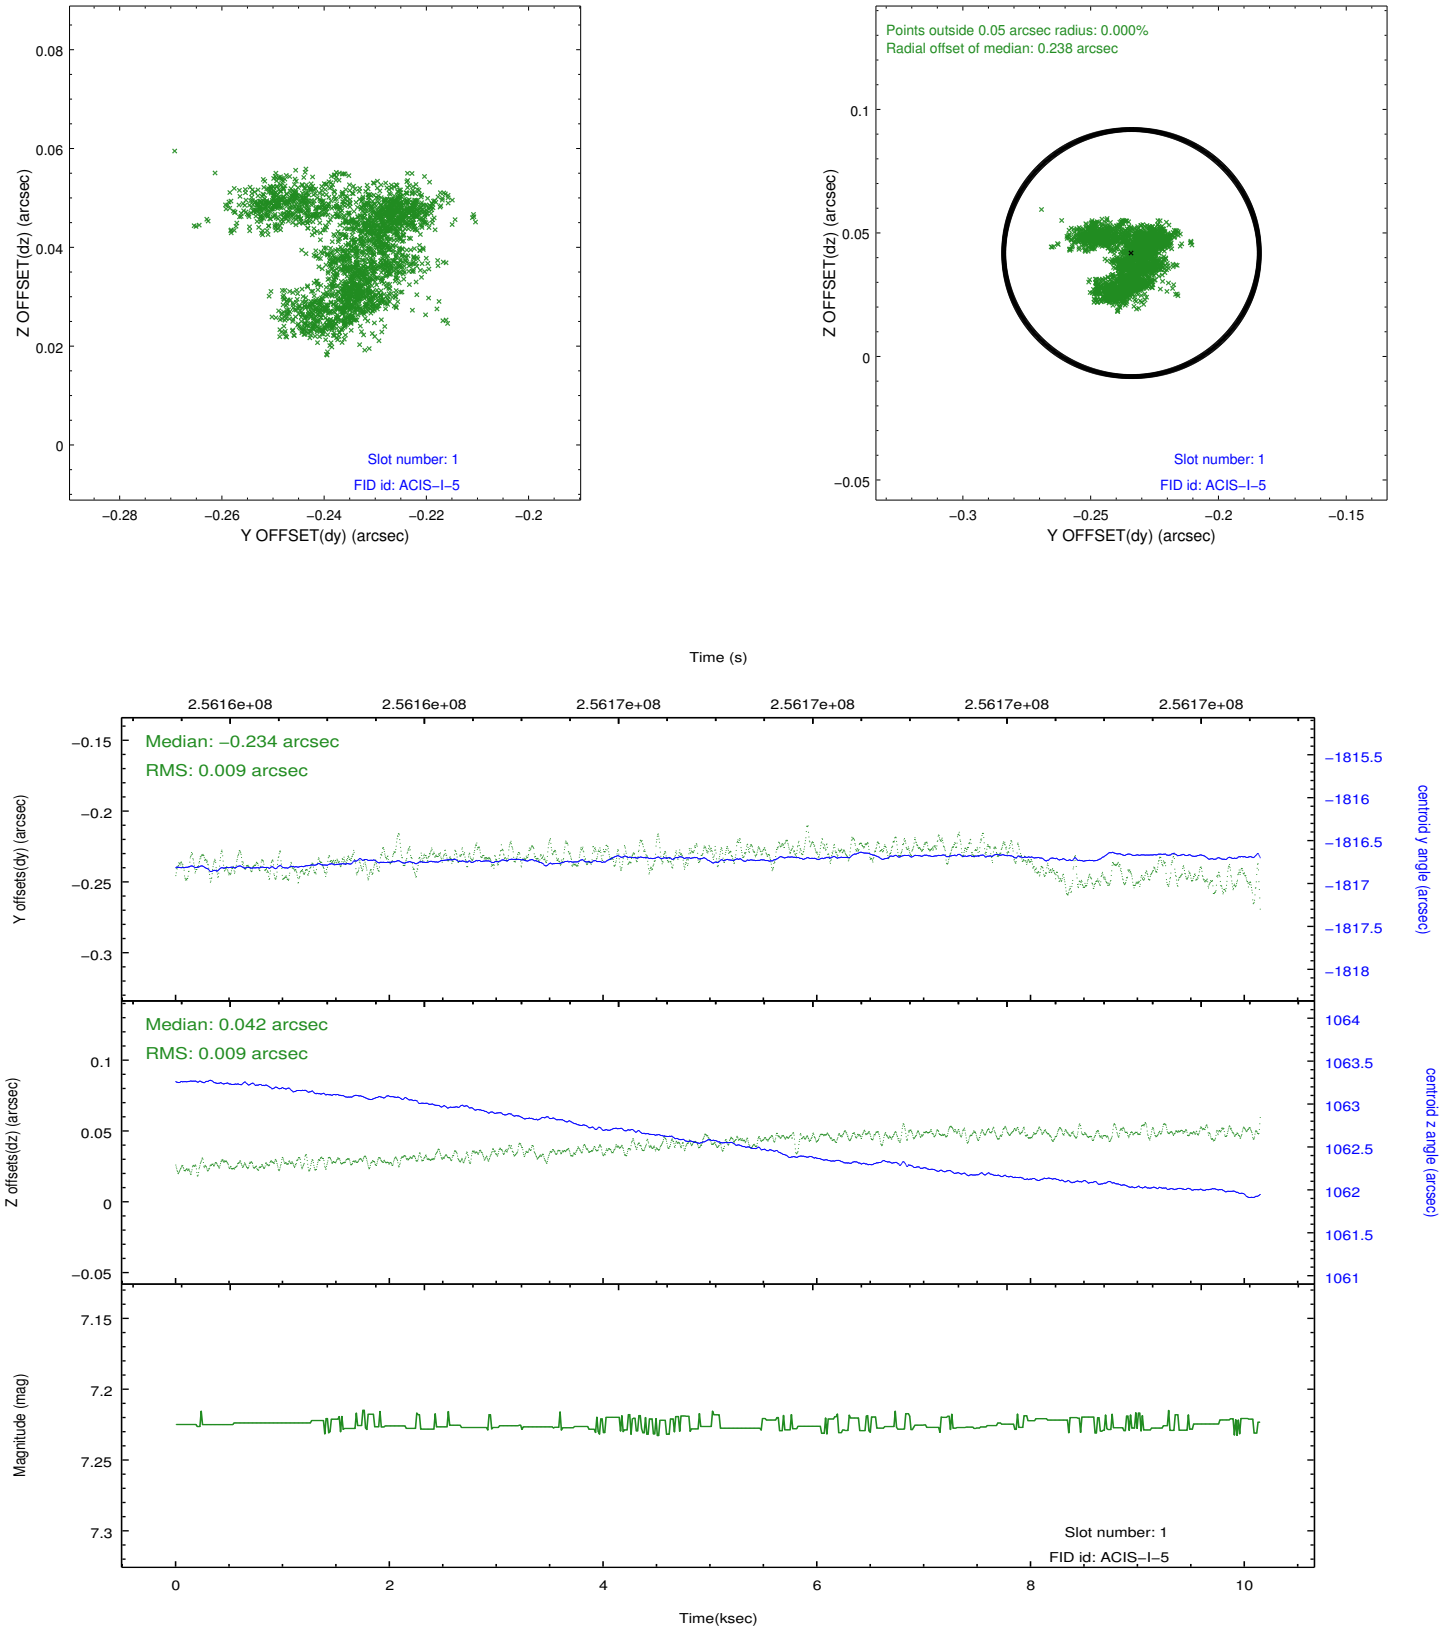 0.08
0.06
0.04
0.02
0
Z OFFSET(dz) (arcsec)
Slot number: 1
FID id: ACIS−I−5
−0.28 −0.26 −0.24 −0.22 −0.2
Y OFFSET(dy) (arcsec)
Points outside 0.05 arcsec radius: 0.000%
Radial offset of median: 0.238 arcsec
0.1
0.05
0
−0.05
Z OFFSET(dz) (arcsec)
Slot number: 1
FID id: ACIS−I−5
−0.3 −0.25 −0.2 −0.15
Y OFFSET(dy) (arcsec)
Time (s)
2.5616e+08 2.5616e+08 2.5617e+08 2.5617e+08 2.5617e+08 2.5617e+08
Median: −0.234 arcsec
RMS: 0.009 arcsec
−0.15
−0.2
−0.25
−0.3
Y offsets(dy) (arcsec)
−1815.5
−1816
−1816.5
−1817
−1817.5
−1818
centroid y angle (arcsec)
Median: 0.042 arcsec
RMS: 0.009 arcsec
0.1
0.05
0
−0.05
Z offsets(dz) (arcsec)
1064
1063.5
1063
1062.5
1062
1061.5
1061
centroid z angle (arcsec)
7.15
7.2
7.25
7.3
Magnitude (mag)
Slot number: 1
FID id: ACIS−I−5
0 2 4 6 8 10
Time(ksec)